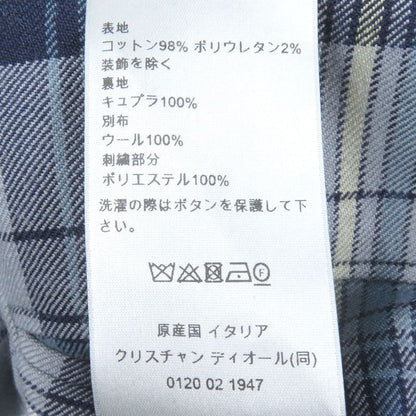 表地
コットン98% ポリウレタン2%
装飾を除く
裏地
キュプラ100%
別布
ウール100%
刺繍部分
ポリエステル100%
洗濯の際はボタンを保護して下
さい。
F
原産国 イタリア
クリスチャン ディオール(同)
0120 02 1947